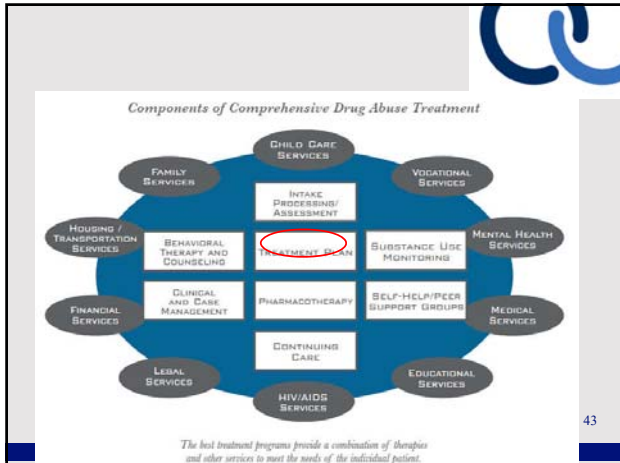 Components of Comprehensive Drug Abuse Treatment
CHILD CARE
SERVICES
FAMILY
SERVICES
VOCATIONAL
SERVICES
INTAKE
PROCESSING/
ASSESSMENT
HOUSING /
TRANSPORTATION
SERVICES
BEHAVIORAL
THERAPY AND
COUNSELING
TREATMENT PLAN
SUBSTANCE USE
MONITORING
MENTAL HEALTH
SERVICES
FINANCIAL
SERVICES
CLINICAL
AND CASE
MANAGEMENT
PHARMACOTHERAPY
SELF-HELP/PEER
SUPPORT GROUPS
MEDICAL
SERVICES
CONTINUING
CARE
LEGAL
SERVICES
EDUCATIONAL
SERVICES
HIV/AIDS
SERVICES
43
The best treatment programs provide a combination of therapies
and other services to meet the needs of the individual patient.